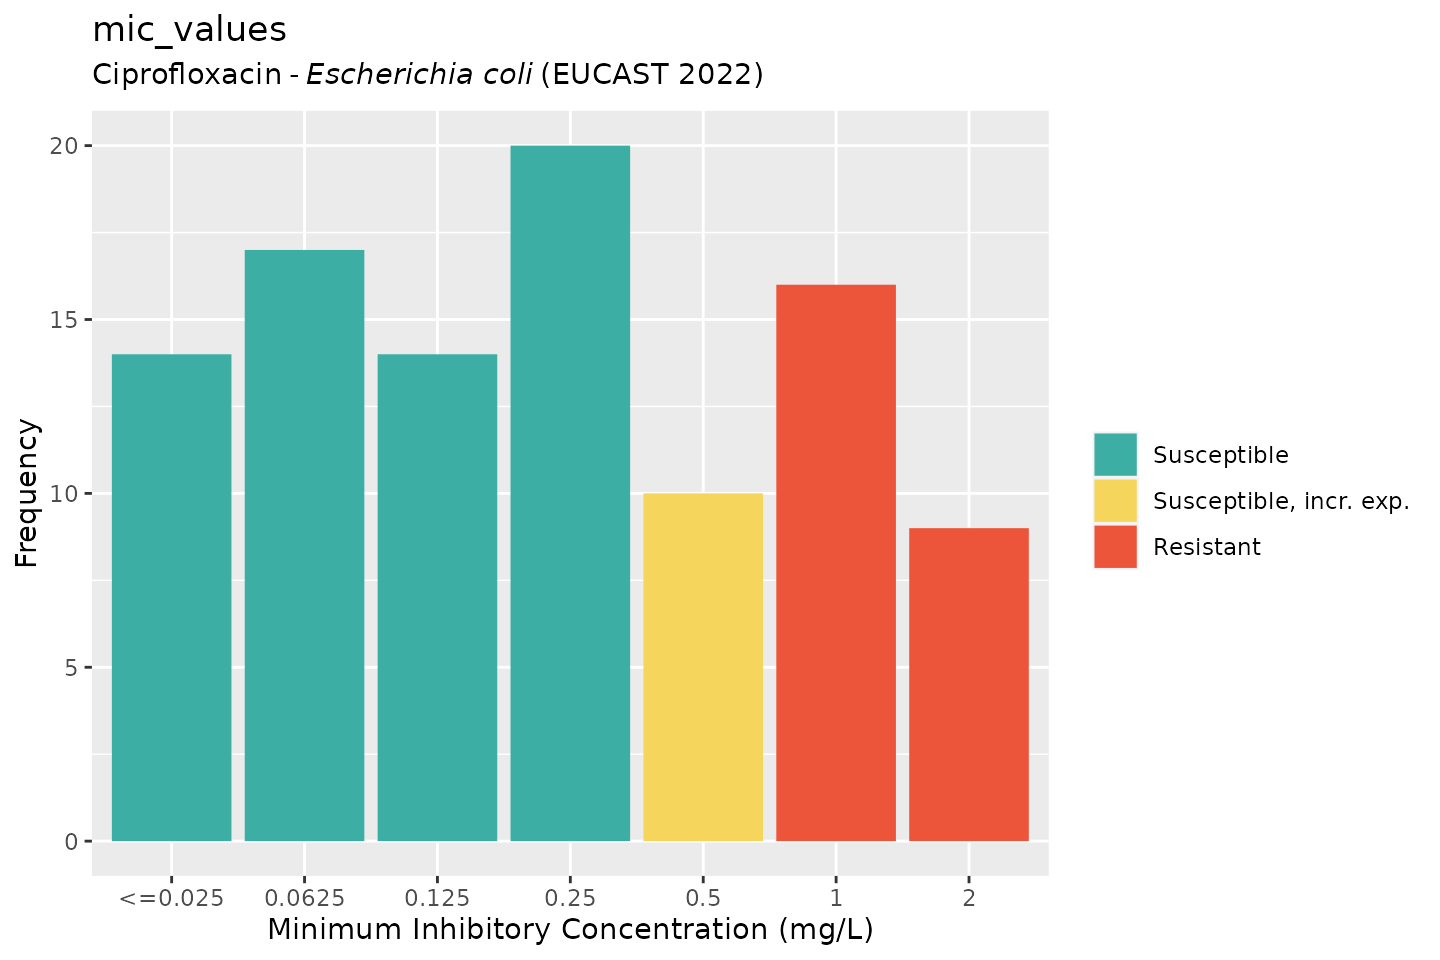 mic_values
Ciprofloxacin - Escherichia coli (EUCAST 2022)
Frequency
20
15
10
5
0
<=0.025 0.0625 0.125 0.25 0.5 1 2
Minimum Inhibitory Concentration (mg/L)
Susceptible
Susceptible, incr. exp.
Resistant